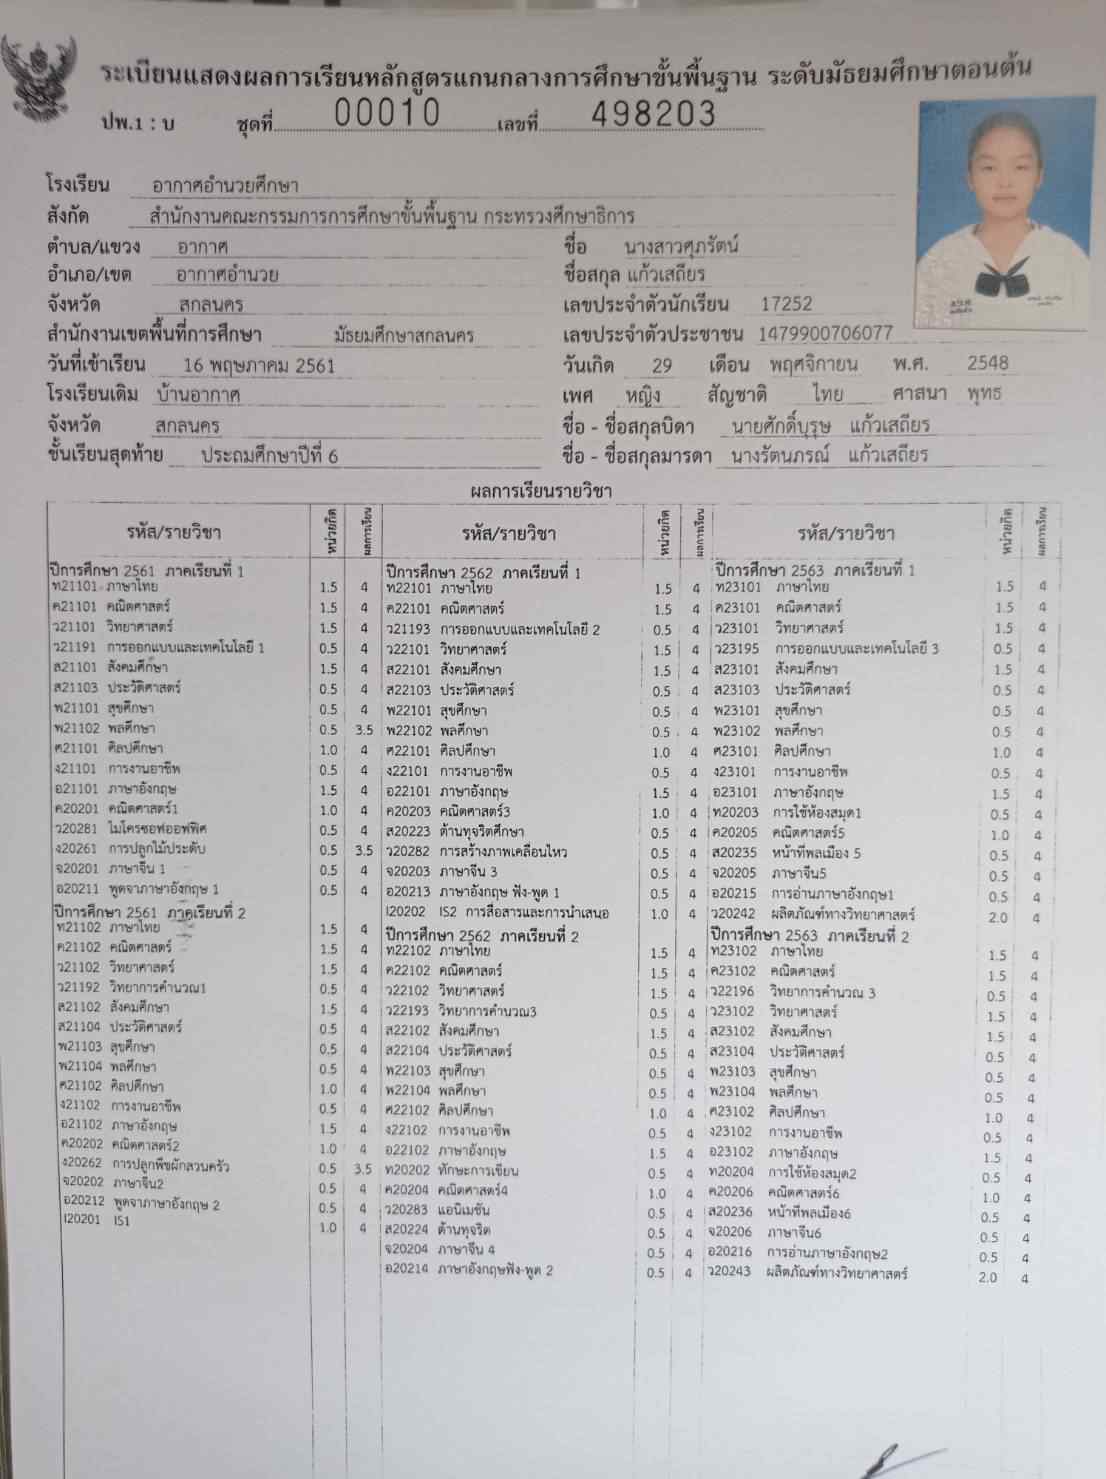 ระเบียนแสดงผลการเรียนหลักสูตรแกนกลางการศึกษาขั้นพื้นฐาน ระดับมัธยมศึกษาตอนต้น
ปพ.1 : บ ชุดที่ 00010 เลขที่ 498203
โรงเรียน อากาศอำนวยศึกษา
สังกัด สำนักงานคณะกรรมการการศึกษาขั้นพื้นฐาน กระทรวงศึกษาธิการ
ตำบล/แขวง อากาศ
อำเภอ/เขต อากาศอำนวย
จังหวัด สกลนคร
สำนักงานเขตพื้นที่การศึกษา มัธยมศึกษาสกลนคร
วันที่เข้าเรียน 16 พฤษภาคม 2561
โรงเรียนเดิม บ้านอากาศ
จังหวัด สกลนคร
ชั้นเรียนสุดท้าย ประถมศึกษาปีที่ 6
ชื่อ นางสาวศุภรัตน์
ชื่อสกุล แก้วเสถียร
เลขประจำตัวนักเรียน 17252
เลขประจำตัวประชาชน 1479900706077
วันเกิด 29 เดือน พฤศจิกายน พ.ศ. 2548
เพศ หญิง สัญชาติ ไทย ศาสนา พุทธ
ชื่อ - ชื่อสกุลบิดา นายศักดิ์บุรุษ แก้วเสถียร
ชื่อ - ชื่อสกุลมารดา นางรัตนภรณ์ แก้วเสถียร
ผลการเรียนรายวิชา
รหัส/รายวิชา หน่วยกิต ผลการเรียน
ปีการศึกษา 2561 ภาคเรียนที่ 1
ท21101 ภาษาไทย 1.5 4
ค21101 คณิตศาสตร์ 1.5 4
ว21101 วิทยาศาสตร์ 1.5 4
ว21191 การออกแบบและเทคโนโลยี 1 0.5 4
ส21101 สังคมศึกษา 1.5 4
ส21103 ประวัติศาสตร์ 0.5 4
พ21101 สุขศึกษา 0.5 4
พ21102 พลศึกษา 0.5 3.5
ศ21101 ศิลปศึกษา 1.0 4
ง21101 การงานอาชีพ 0.5 4
อ21101 ภาษาอังกฤษ 1.5 4
ค20201 คณิตศาสตร์1 1.0 4
ว20281 ไมโครซอฟออฟฟิศ 0.5 4
ง20261 การปลูกไม้ประดับ 0.5 3.5
จ20201 ภาษาจีน 1 0.5 4
อ20211 พูดจาภาษาอังกฤษ 1 0.5 4
ปีการศึกษา 2561 ภาคเรียนที่ 2
ท21102 ภาษาไทย 1.5 4
ค21102 คณิตศาสตร์ 1.5 4
ว21102 วิทยาศาสตร์ 1.5 4
ว21192 วิทยาการคำนวณ1 0.5 4
ส21102 สังคมศึกษา 1.5 4
ส21104 ประวัติศาสตร์ 0.5 4
พ21103 สุขศึกษา 0.5 4
พ21104 พลศึกษา 0.5 4
ศ21102 ศิลปศึกษา 1.0 4
ง21102 การงานอาชีพ 0.5 4
อ21102 ภาษาอังกฤษ 1.5 4
ค20202 คณิตศาสตร์2 1.0 4
ง20262 การปลูกพืชผักสวนครัว 0.5 3.5
จ20202 ภาษาจีน2 0.5 4
อ20212 พูดจาภาษาอังกฤษ 2 0.5 4
I20201 IS1 1.0 4
รหัส/รายวิชา หน่วยกิต ผลการเรียน
ปีการศึกษา 2562 ภาคเรียนที่ 1
ท22101 ภาษาไทย 1.5 4
ค22101 คณิตศาสตร์ 1.5 4
ว21193 การออกแบบและเทคโนโลยี 2 0.5 4
ว22101 วิทยาศาสตร์ 1.5 4
ส22101 สังคมศึกษา 1.5 4
ส22103 ประวัติศาสตร์ 0.5 4
พ22101 สุขศึกษา 0.5 4
พ22102 พลศึกษา 0.5 4
ศ22101 ศิลปศึกษา 1.0 4
ง22101 การงานอาชีพ 0.5 4
อ22101 ภาษาอังกฤษ 1.5 4
ค20203 คณิตศาสตร์3 1.0 4
ส20223 ต้านทุจริตศึกษา 0.5 4
ว20282 การสร้างภาพเคลื่อนไหว 0.5 4
จ20203 ภาษาจีน 3 0.5 4
อ20213 ภาษาอังกฤษ ฟัง-พูด 1 0.5 4
I20202 IS2 การสื่อสารและการนำเสนอ 1.0 4
ปีการศึกษา 2562 ภาคเรียนที่ 2
ท22102 ภาษาไทย 1.5 4
ค22102 คณิตศาสตร์ 1.5 4
ว22102 วิทยาศาสตร์ 1.5 4
ว22193 วิทยาการคำนวณ3 0.5 4
ส22102 สังคมศึกษา 1.5 4
ส22104 ประวัติศาสตร์ 0.5 4
พ22103 สุขศึกษา 0.5 4
พ22104 พลศึกษา 0.5 4
ศ22102 ศิลปศึกษา 1.0 4
ง22102 การงานอาชีพ 0.5 4
อ22102 ภาษาอังกฤษ 1.5 4
ท20202 ทักษะการเขียน 0.5 4
ค20204 คณิตศาสตร์4 1.0 4
ว20283 แอนิเมชัน 0.5 4
ส20224 ต้านทุจริต 0.5 4
จ20204 ภาษาจีน 4 0.5 4
อ20214 ภาษาอังกฤษฟัง-พูด 2 0.5 4
รหัส/รายวิชา หน่วยกิต ผลการเรียน
ปีการศึกษา 2563 ภาคเรียนที่ 1
ท23101 ภาษาไทย 1.5 4
ค23101 คณิตศาสตร์ 1.5 4
ว23101 วิทยาศาสตร์ 1.5 4
ว23195 การออกแบบและเทคโนโลยี 3 0.5 4
ส23101 สังคมศึกษา 1.5 4
ส23103 ประวัติศาสตร์ 0.5 4
พ23101 สุขศึกษา 0.5 4
พ23102 พลศึกษา 0.5 4
ศ23101 ศิลปศึกษา 1.0 4
ง23101 การงานอาชีพ 0.5 4
อ23101 ภาษาอังกฤษ 1.5 4
ท20203 การใช้ห้องสมุด1 0.5 4
ค20205 คณิตศาสตร์5 1.0 4
ส20235 หน้าที่พลเมือง 5 0.5 4
จ20205 ภาษาจีน5 0.5 4
อ20215 การอ่านภาษาอังกฤษ1 0.5 4
ว20242 ผลิตภัณฑ์ทางวิทยาศาสตร์ 2.0 4
ปีการศึกษา 2563 ภาคเรียนที่ 2
ท23102 ภาษาไทย 1.5 4
ค23102 คณิตศาสตร์ 1.5 4
ว22196 วิทยาการคำนวณ 3 0.5 4
ว23102 วิทยาศาสตร์ 1.5 4
ส23102 สังคมศึกษา 1.5 4
ส23104 ประวัติศาสตร์ 0.5 4
พ23103 สุขศึกษา 0.5 4
พ23104 พลศึกษา 0.5 4
ศ23102 ศิลปศึกษา 1.0 4
ง23102 การงานอาชีพ 0.5 4
อ23102 ภาษาอังกฤษ 1.5 4
ท20204 การใช้ห้องสมุด2 0.5 4
ค20206 คณิตศาสตร์6 1.0 4
ส20236 หน้าที่พลเมือง6 0.5 4
จ20206 ภาษาจีน6 0.5 4
อ20216 การอ่านภาษาอังกฤษ2 0.5 4
ว20243 ผลิตภัณฑ์ทางวิทยาศาสตร์ 2.0 4